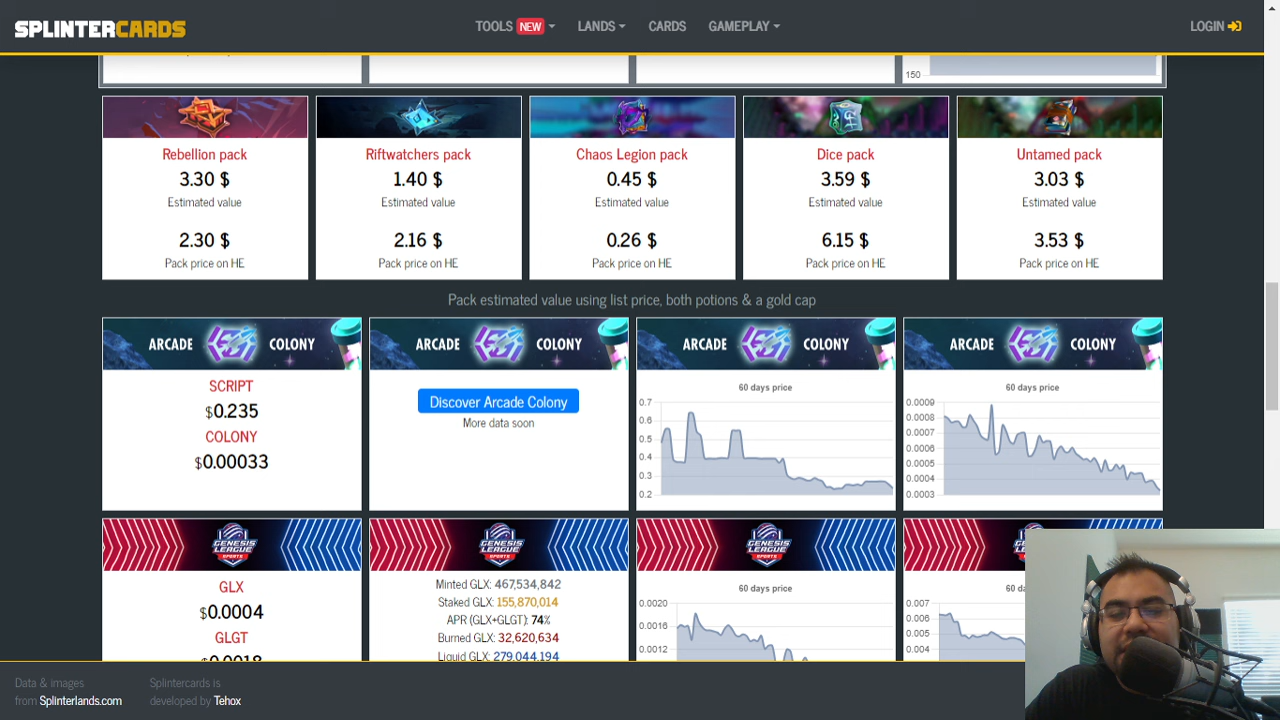 SPLINTERCARDS TOOLS NEW LANDS CARDS GAMEPLAY LOGIN
150
Rebellion pack Riftwatchers pack Chaos Legion pack Dice pack Untamed pack
3.30 $ 1.40 $ 0.45 $ 3.59 $ 3.03 $
Estimated value Estimated value Estimated value Estimated value Estimated value
2.30 $ 2.16 $ 0.26 $ 6.15 $ 3.53 $
Pack price on HE Pack price on HE Pack price on HE Pack price on HE Pack price on HE
Pack estimated value using list price, both potions & a gold cap
ARCADE COLONY ARCADE COLONY ARCADE COLONY ARCADE COLONY
SCRIPT
$0.235
COLONY
$0.00033
Discover Arcade Colony
More data soon
60 days price
0.7
0.6
0.5
0.4
0.3
0.2
60 days price
0.0009
0.0008
0.0007
0.0006
0.0005
0.0004
0.0003
GENESIS LEAGUE SPORTS GENESIS LEAGUE SPORTS GENESIS LEAGUE SPORTS
GLX
$0.0004
GLGT
$0.0018
Minted GLX: 467,534,842
Staked GLX: 155,870,014
APR (GLX+GLGT): 74%
Burned GLX: 32,620,634
Liquid GLX: 279,044,194
60 days price
0.0020
0.0016
0.0012
60 da
0.007
0.006
0.005
0.004
Data & images
from Splinterlands.com
Splintercards is
developed by Tehox